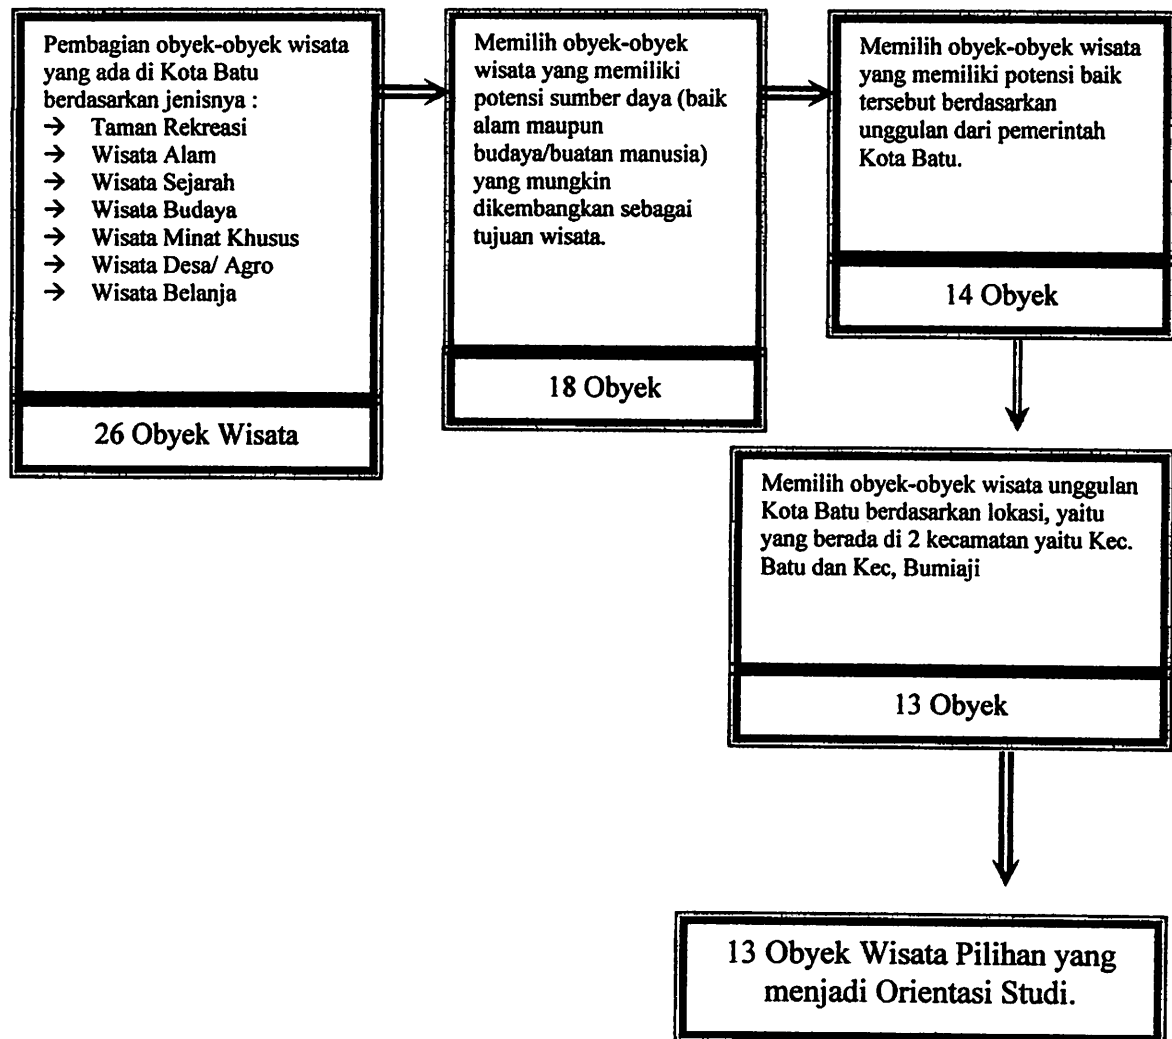 Pembagian obyek-obyek wisata
yang ada di Kota Batu
berdasarkan jenisnya :
→ Taman Rekreasi
→ Wisata Alam
→ Wisata Sejarah
→ Wisata Budaya
→ Wisata Minat Khusus
→ Wisata Desa/ Agro
→ Wisata Belanja
26 Obyek Wisata
Memilih obyek-obyek
wisata yang memiliki
potensi sumber daya (baik
alam maupun
budaya/buatan manusia)
yang mungkin
dikembangkan sebagai
tujuan wisata.
18 Obyek
Memilih obyek-obyek wisata
yang memiliki potensi baik
tersebut berdasarkan
unggulan dari pemerintah
Kota Batu.
14 Obyek
Memilih obyek-obyek wisata unggulan
Kota Batu berdasarkan lokasi, yaitu
yang berada di 2 kecamatan yaitu Kec.
Batu dan Kec, Bumiaji
13 Obyek
13 Obyek Wisata Pilihan yang
menjadi Orientasi Studi.